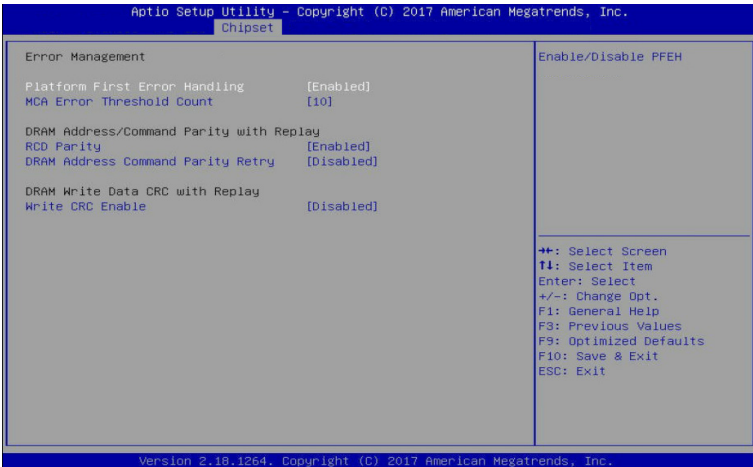 Aptio Setup Utility – Copyright (C) 2017 American Megatrends, Inc.
Chipset
Error Management
Platform First Error Handling [Enabled]
MCA Error Threshold Count [10]
DRAM Address/Command Parity with Replay
RCD Parity [Enabled]
DRAM Address Command Parity Retry [Disabled]
DRAM Write Data CRC with Replay
Write CRC Enable [Disabled]
Enable/Disable PFEH
→←: Select Screen
↑↓: Select Item
Enter: Select
+/-: Change Opt.
F1: General Help
F3: Previous Values
F9: Optimized Defaults
F10: Save & Exit
ESC: Exit
Version 2.18.1264. Copyright (C) 2017 American Megatrends, Inc.